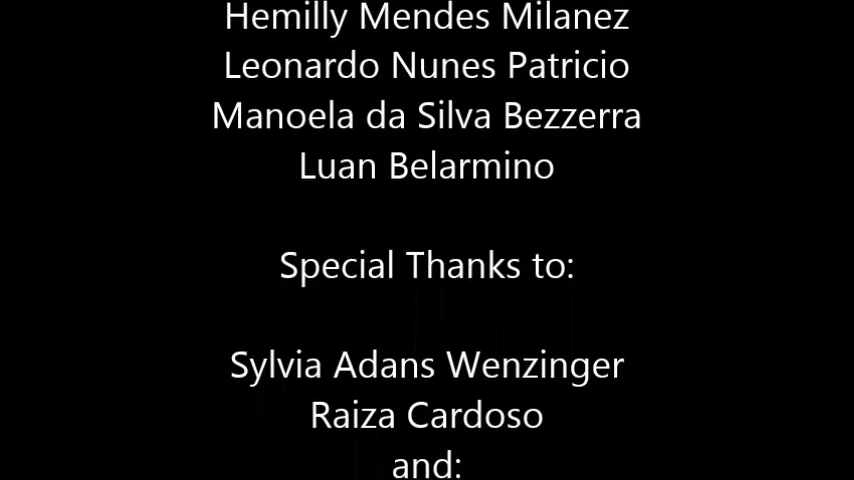 Hemilly Mendes Milanez
Leonardo Nunes Patricio
Manoela da Silva Bezzerra
Luan Belarmino
Special Thanks to:
Sylvia Adans Wenzinger
Raiza Cardoso
and: